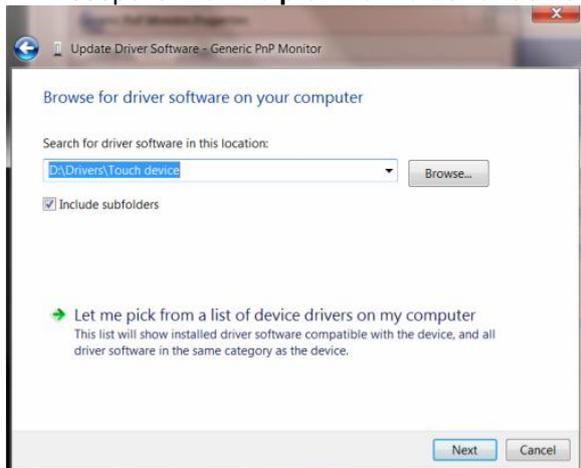 Update Driver Software - Generic PnP Monitor
Browse for driver software on your computer
Search for driver software in this location:
D:\Drivers\Touch device
Browse...
Include subfolders
Let me pick from a list of device drivers on my computer
This list will show installed driver software compatible with the device, and all
driver software in the same category as the device.
Next
Cancel